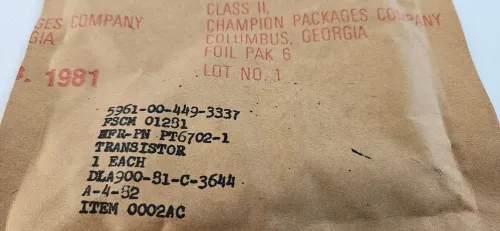 CLASS II,
ES COMPANY CHAMPION PACKAGES COMPANY
GIA COLUMBUS, GEORGIA
FOIL PAK 6
1981 LOT NO. 1
5961-00-449-3337
FSCM 01281
MFR-PN PT6702-1
TRANSISTOR
1 EACH
DLA900-81-C-3644
A-4-82
ITEM 0002AC